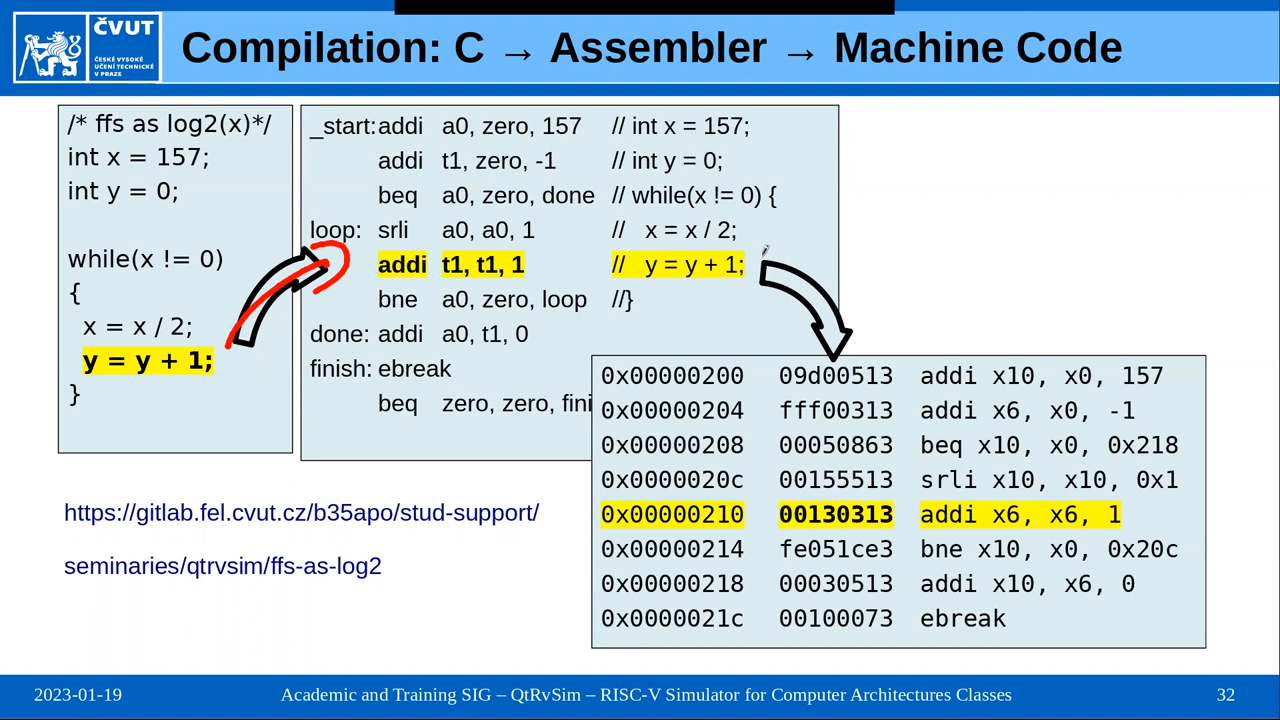 ČVUT
ČESKÉ VYSOKÉ
UČENÍ TECHNICKÉ
V PRAZE
Compilation: C → Assembler → Machine Code
/* ffs as log2(x)*/
int x = 157;
int y = 0;
while(x != 0)
{
x = x / 2;
y = y + 1;
}
_start: addi a0, zero, 157 // int x = 157;
addi t1, zero, -1 // int y = 0;
beq a0, zero, done // while(x != 0) {
loop: srli a0, a0, 1 // x = x / 2;
addi t1, t1, 1 // y = y + 1;
bne a0, zero, loop //}
done: addi a0, t1, 0
finish: ebreak
beq zero, zero, fini
0x00000200 09d00513 addi x10, x0, 157
0x00000204 fff00313 addi x6, x0, -1
0x00000208 00050863 beq x10, x0, 0x218
0x0000020c 00155513 srli x10, x10, 0x1
0x00000210 00130313 addi x6, x6, 1
0x00000214 fe051ce3 bne x10, x0, 0x20c
0x00000218 00030513 addi x10, x6, 0
0x0000021c 00100073 ebreak
https://gitlab.fel.cvut.cz/b35apo/stud-support/
seminaries/qtrvsim/ffs-as-log2
2023-01-19 Academic and Training SIG – QtRvSim – RISC-V Simulator for Computer Architectures Classes 32